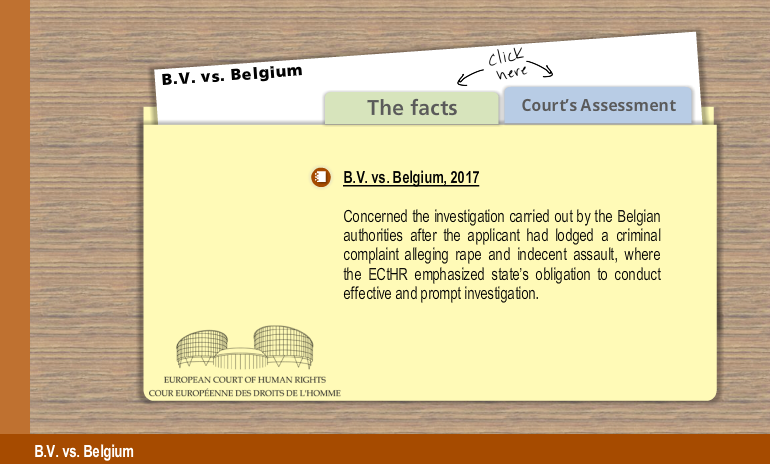 B.V. vs. Belgium
click
here
The facts
Court's Assessment
B.V. vs. Belgium, 2017
Concerned the investigation carried out by the Belgian
authorities after the applicant had lodged a criminal
complaint alleging rape and indecent assault, where
the ECtHR emphasized state's obligation to conduct
effective and prompt investigation.
EUROPEAN COURT OF HUMAN RIGHTS
COUR EUROPÉENNE DES DROITS DE L'HOMME
B.V. vs. Belgium